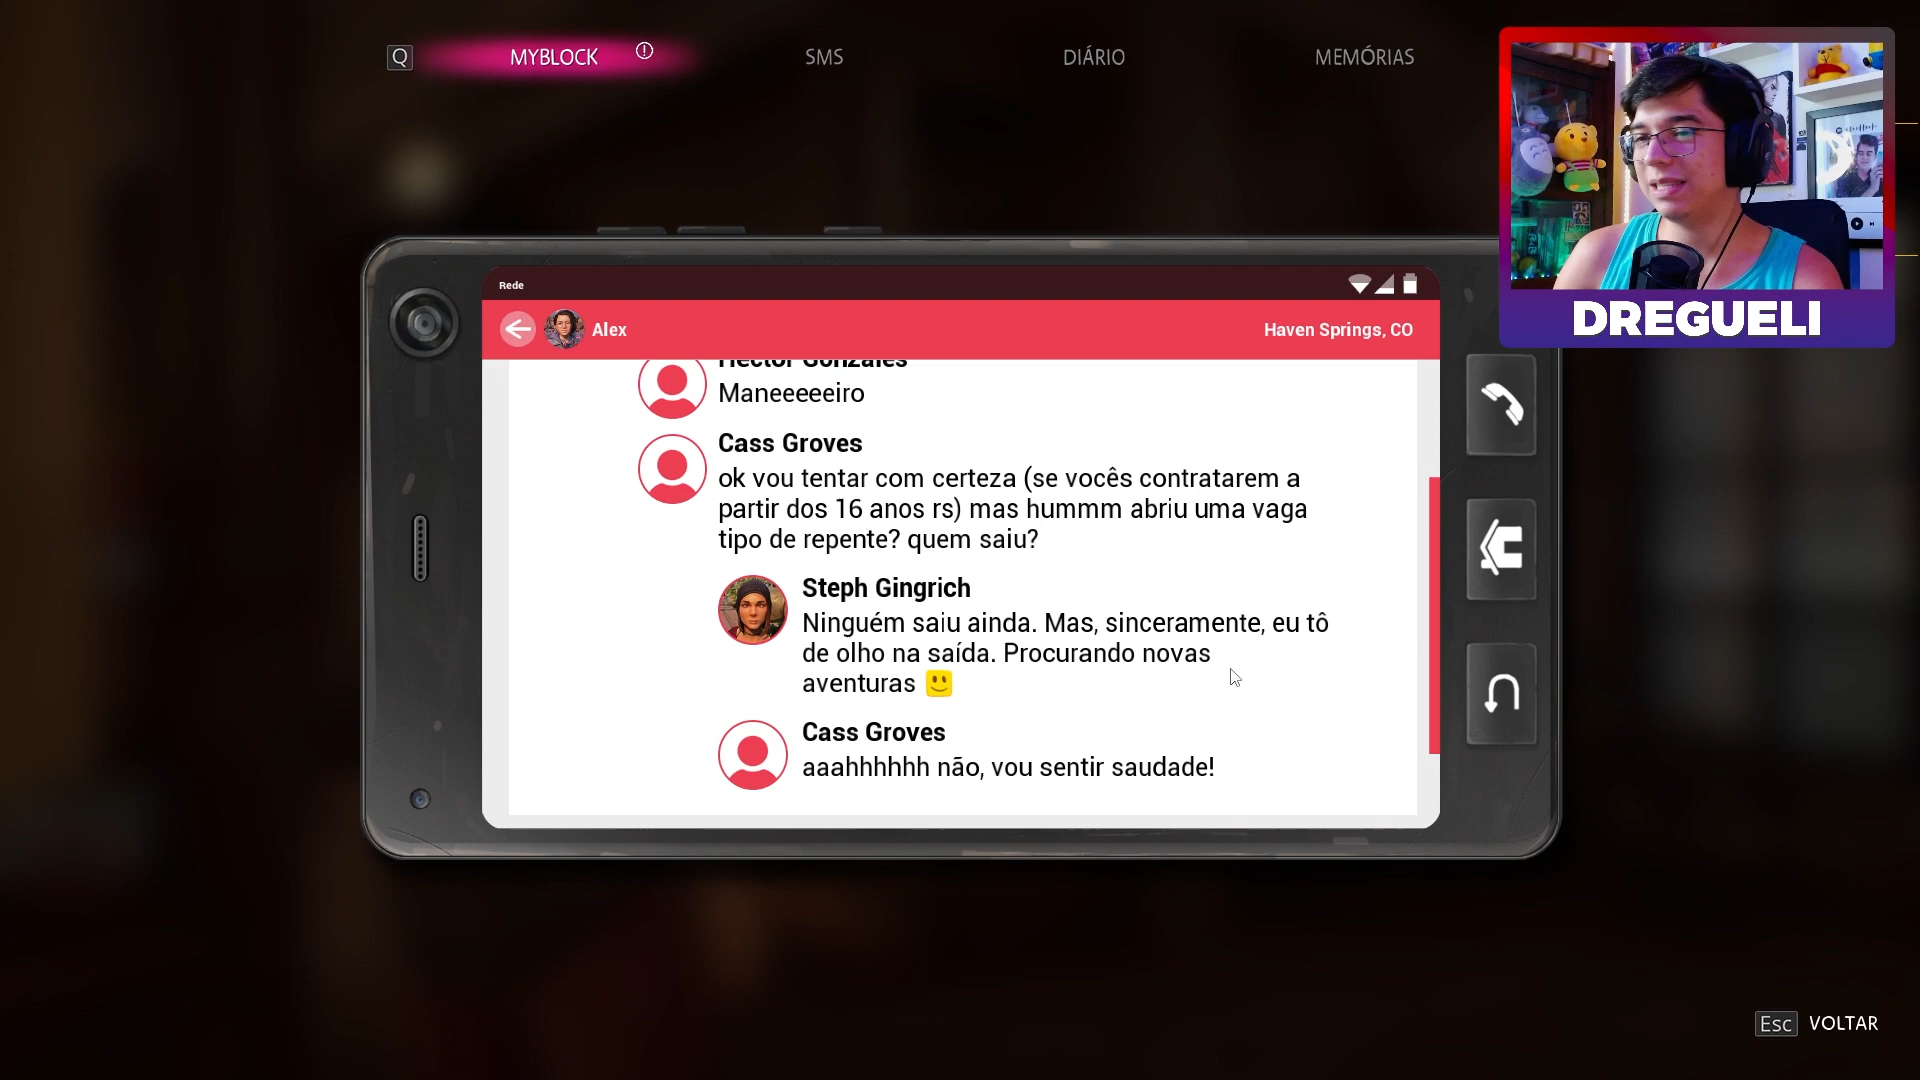 Q MYBLOCK SMS DIÁRIO MEMÓRIAS
Rede
Alex Haven Springs, CO
DREGUELI
Hector Gonzales
Maneeeeeiro
Cass Groves
ok vou tentar com certeza (se vocês contratarem a
partir dos 16 anos rs) mas hummm abriu uma vaga
tipo de repente? quem saiu?
Steph Gingrich
Ninguém saiu ainda. Mas, sinceramente, eu tô
de olho na saída. Procurando novas
aventuras
Cass Groves
aaahhhhhh não, vou sentir saudade!
Esc VOLTAR